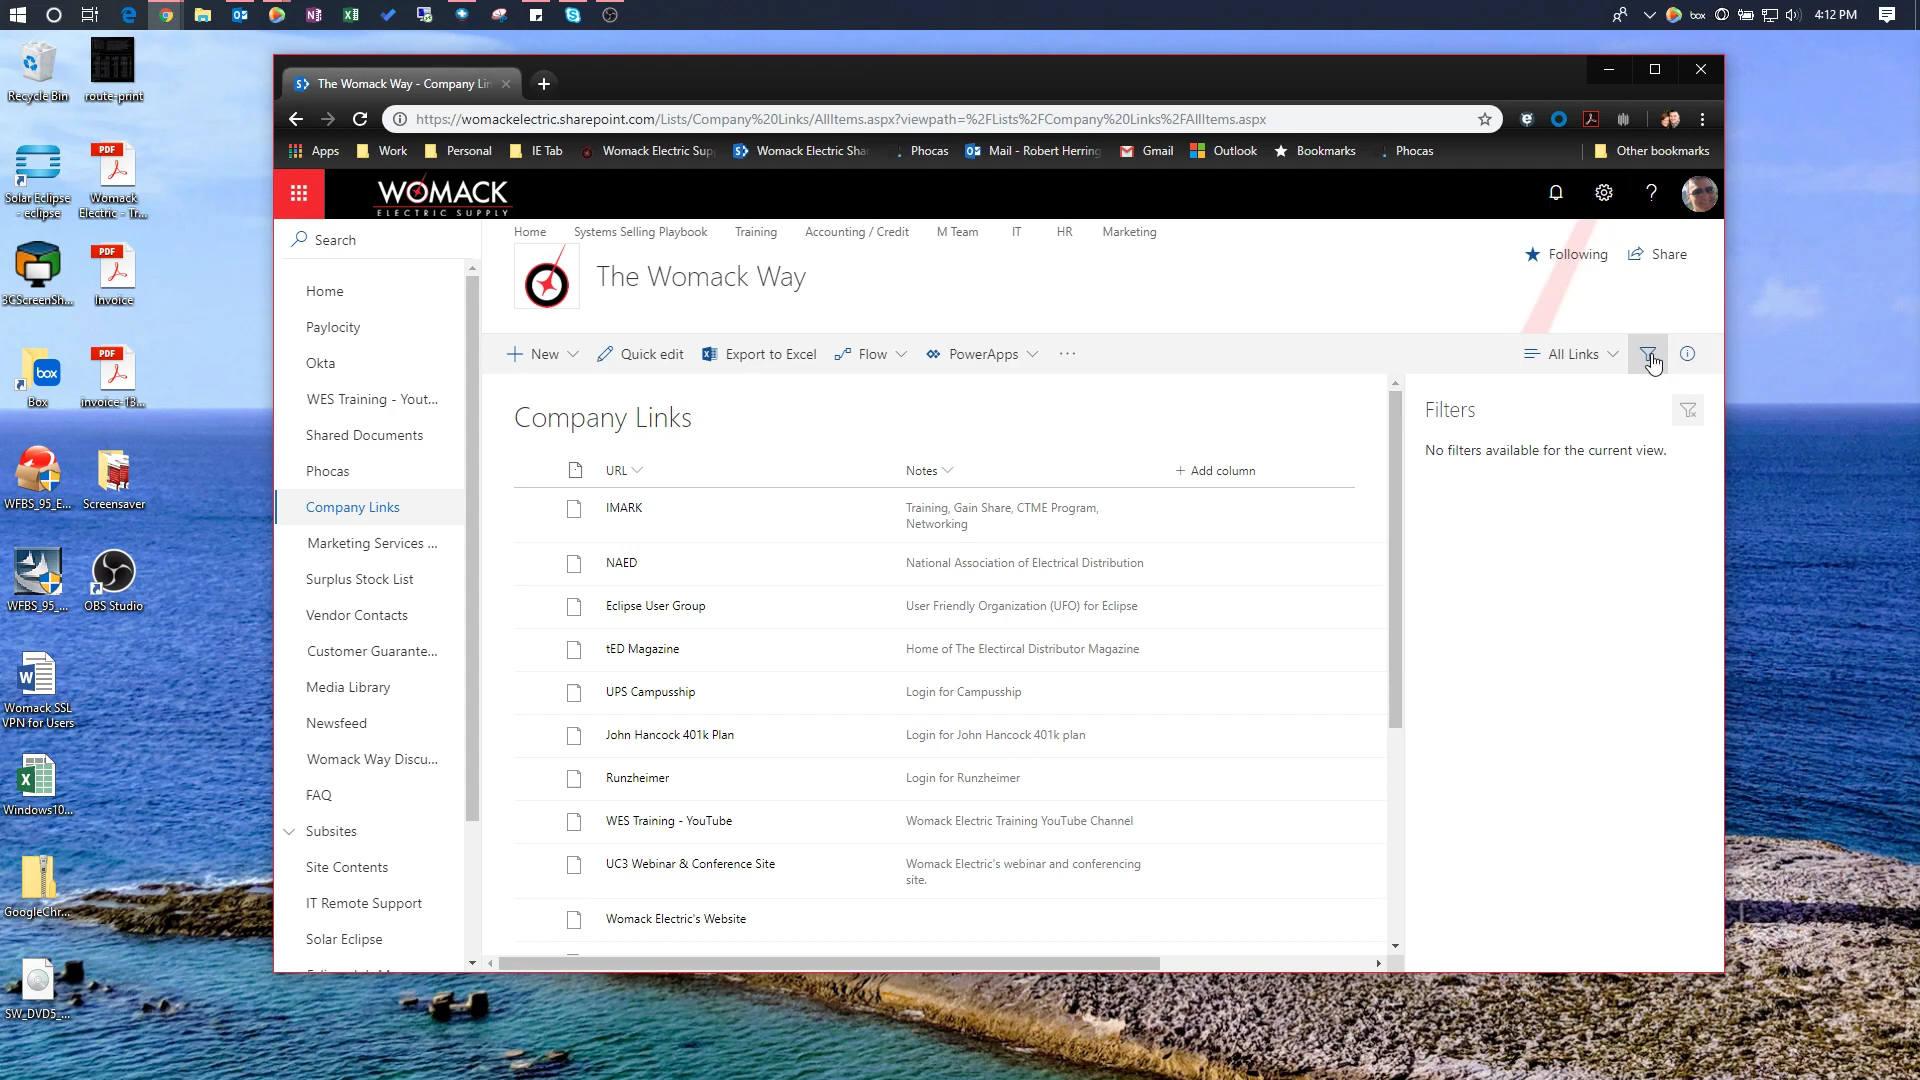 4:12 PM
box
Recycle Bin
route-print
Solar Eclipse
- eclipse
PDF
Womack
Electric - Tr...
3CScreenSh...
PDF
Invoice
box
Box
PDF
invoice-13...
WFBS_95_E...
Screensaver
WFBS_95_...
OBS Studio
Womack SSL
VPN for Users
Windows10...
GoogleChr...
SW_DVD5_...
The Womack Way - Company Lin
https://womackelectric.sharepoint.com/Lists/Company%20Links/AllItems.aspx?viewpath=%2FLists%2FCompany%20Links%2FAllItems.aspx
Apps
Work
Personal
IE Tab
Womack Electric Sup
Womack Electric Sha
Phocas
Mail - Robert Herring
Gmail
Outlook
Bookmarks
Phocas
Other bookmarks
WOMACK
ELECTRIC SUPPLY
Search
Home
Paylocity
Okta
WES Training - Yout...
Shared Documents
Phocas
Company Links
Marketing Services ...
Surplus Stock List
Vendor Contacts
Customer Guarante...
Media Library
Newsfeed
Womack Way Discu...
FAQ
Subsites
Site Contents
IT Remote Support
Solar Eclipse
Home
Systems Selling Playbook
Training
Accounting / Credit
M Team
IT
HR
Marketing
The Womack Way
Following
Share
New
Quick edit
Export to Excel
Flow
PowerApps
...
All Links
Company Links
URL
Notes
+ Add column
IMARK
Training, Gain Share, CTME Program,
Networking
NAED
National Association of Electrical Distribution
Eclipse User Group
User Friendly Organization (UFO) for Eclipse
tED Magazine
Home of The Electircal Distributor Magazine
UPS Campusship
Login for Campusship
John Hancock 401k Plan
Login for John Hancock 401k plan
Runzheimer
Login for Runzheimer
WES Training - YouTube
Womack Electric Training YouTube Channel
UC3 Webinar & Conference Site
Womack Electric's webinar and conferencing
site.
Womack Electric's Website
Filters
No filters available for the current view.